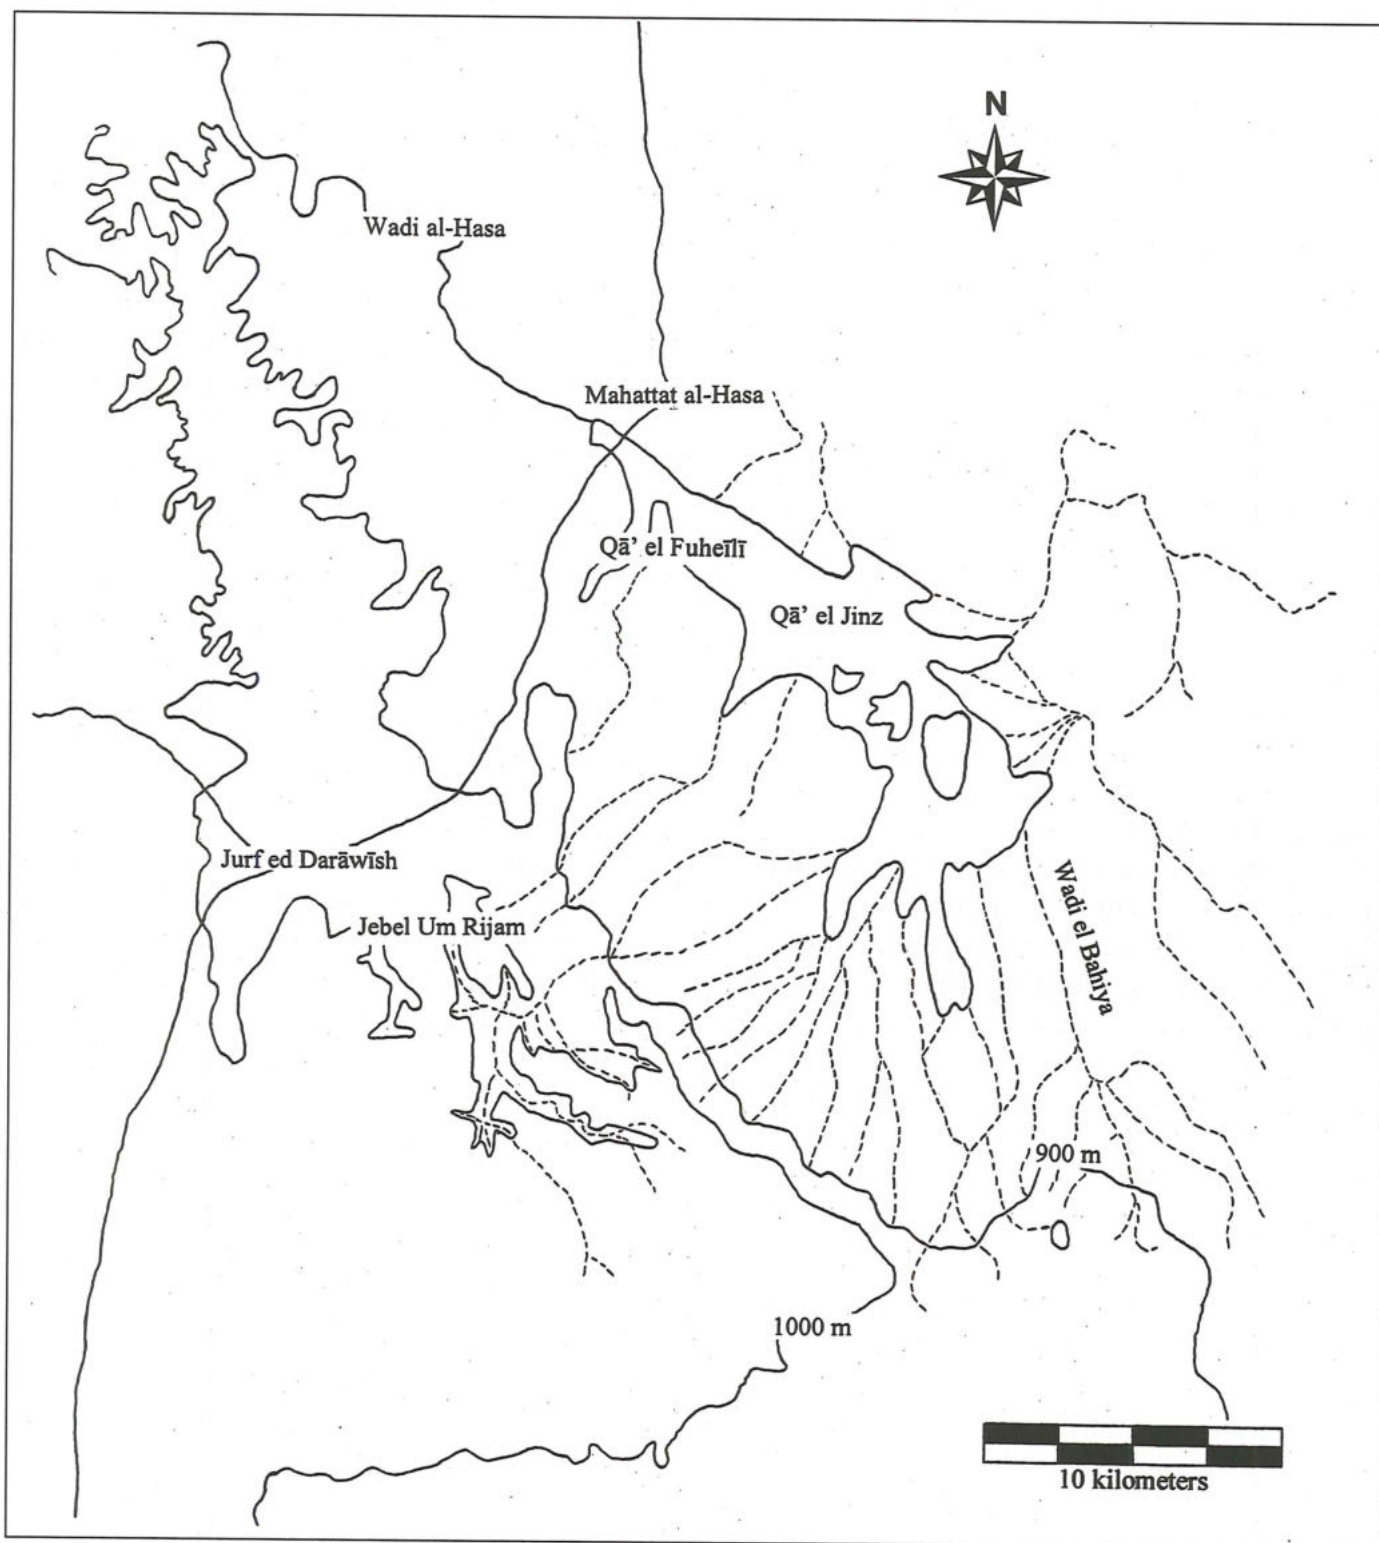 N
Wadi al-Hasa
Mahattat al-Hasa
Qā’ el Fuheīlī
Qā’ el Jinz
Jurf ed Darāwīsh
Jebel Um Rijam
Wadi el Bahiya
900 m
1000 m
10 kilometers